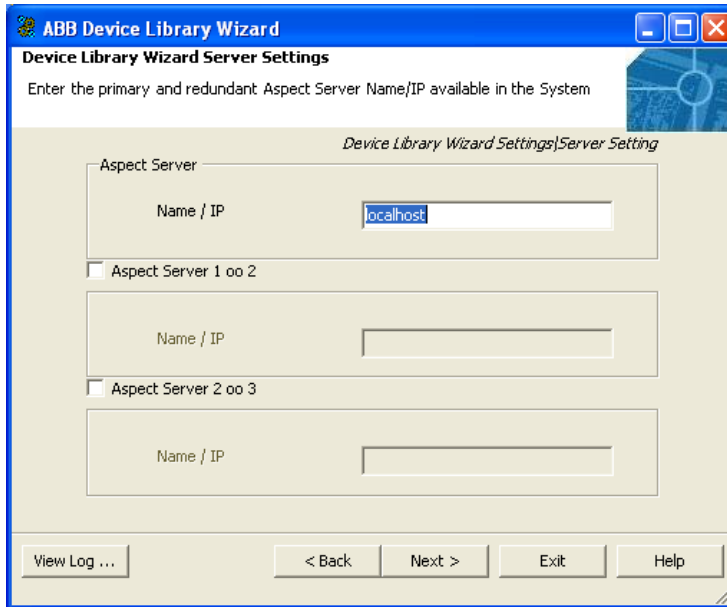 ABB Device Library Wizard
Device Library Wizard Server Settings
Enter the primary and redundant Aspect Server Name/IP available in the System
Device Library Wizard Settings|Server Setting
Aspect Server
Name / IP
localhost
Aspect Server 1 oo 2
Name / IP
Aspect Server 2 oo 3
Name / IP
View Log ... < Back Next > Exit Help